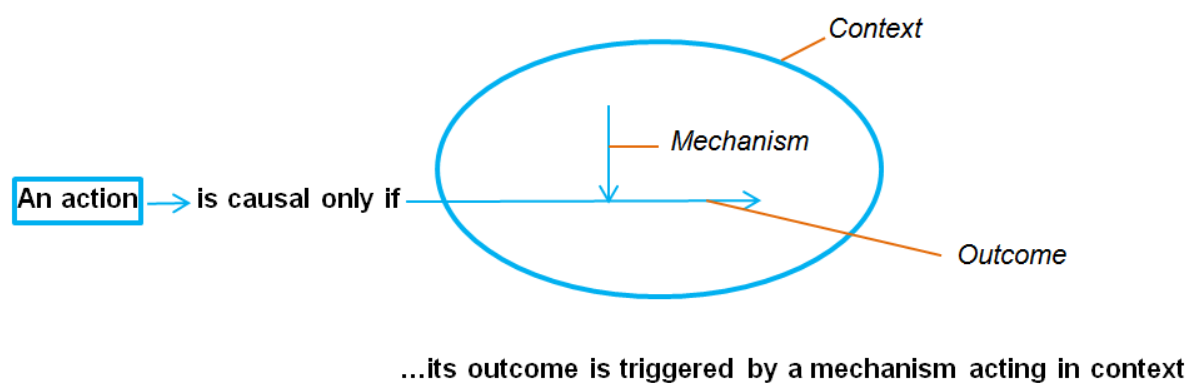 Context
Mechanism
An action is causal only if
Outcome
…its outcome is triggered by a mechanism acting in context